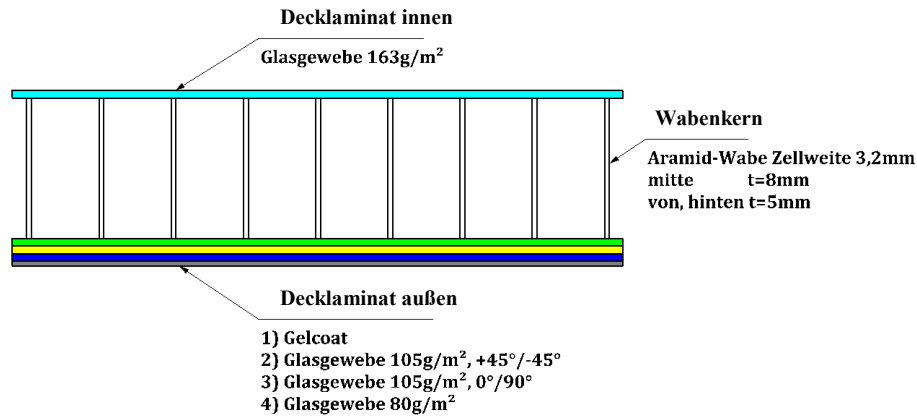 Decklaminat innen
Glasgewebe 163g/m²
Wabenkern
Aramid-Wabe Zellweite 3,2mm
mitte t=8mm
von, hinten t=5mm
Decklaminat außen
1) Gelcoat
2) Glasgewebe 105g/m², +45°/-45°
3) Glasgewebe 105g/m², 0°/90°
4) Glasgewebe 80g/m²